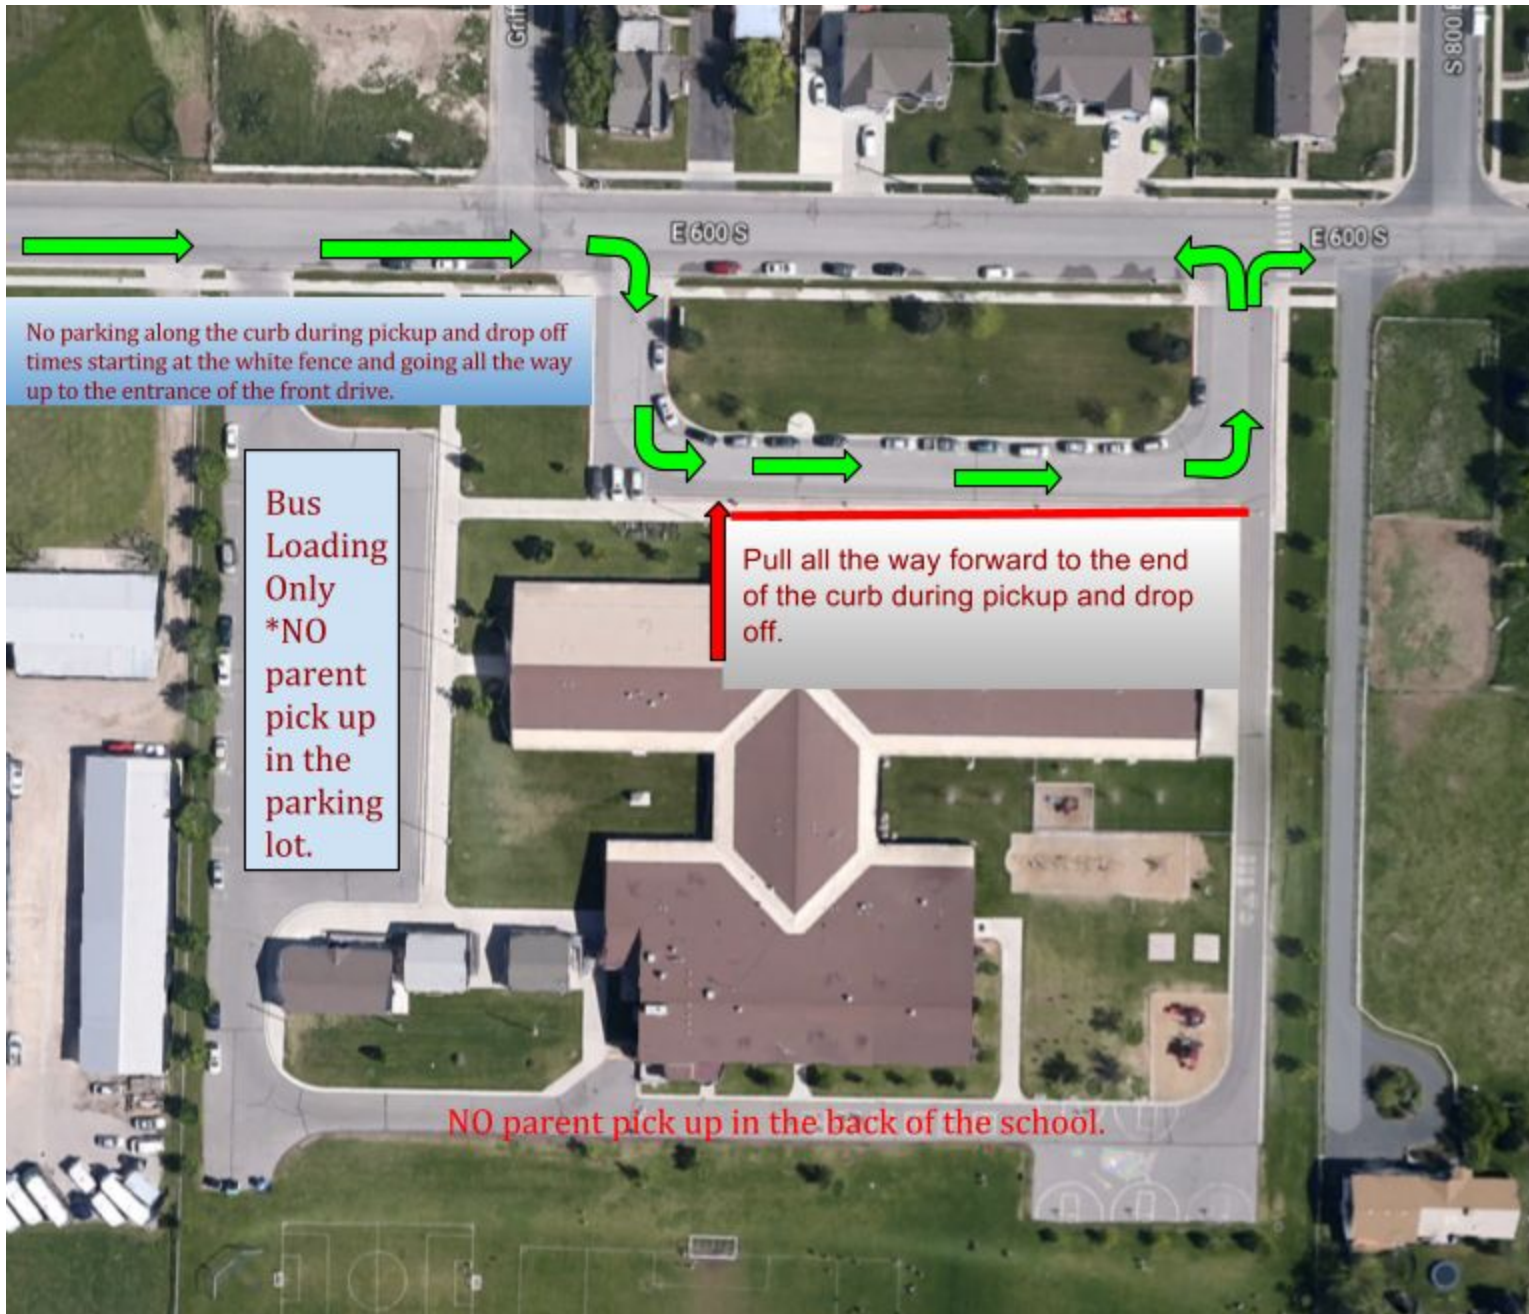 Griff
S 800 E
E 600 S
E 600 S
No parking along the curb during pickup and drop off
times starting at the white fence and going all the way
up to the entrance of the front drive.
Bus
Loading
Only
*NO
parent
pick up
in the
parking
lot.
Pull all the way forward to the end
of the curb during pickup and drop
off.
NO parent pick up in the back of the school.